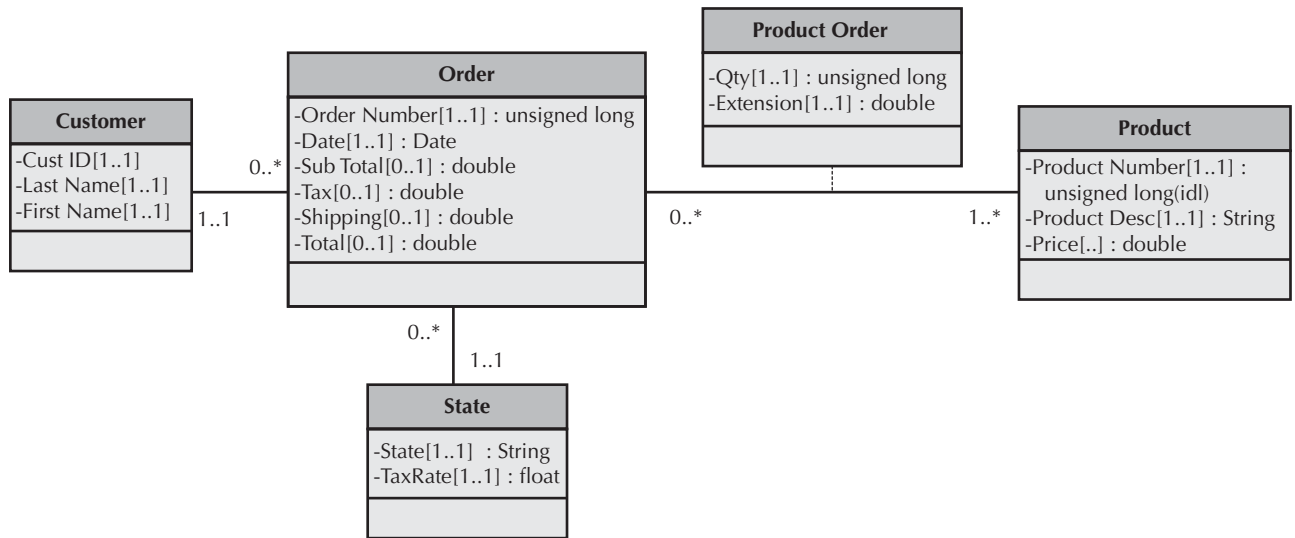 Product Order
-Qty[1..1] : unsigned long
-Extension[1..1] : double
Order
-Order Number[1..1] : unsigned long
-Date[1..1] : Date
-Sub Total[0..1] : double
-Tax[0..1] : double
-Shipping[0..1] : double
-Total[0..1] : double
Customer
-Cust ID[1..1]
-Last Name[1..1]
-First Name[1..1]
0..*
1..1
Product
-Product Number[1..1] :
unsigned long(idl)
-Product Desc[1..1] : String
-Price[..] : double
0..*
1..*
0..*
1..1
State
-State[1..1] : String
-TaxRate[1..1] : float